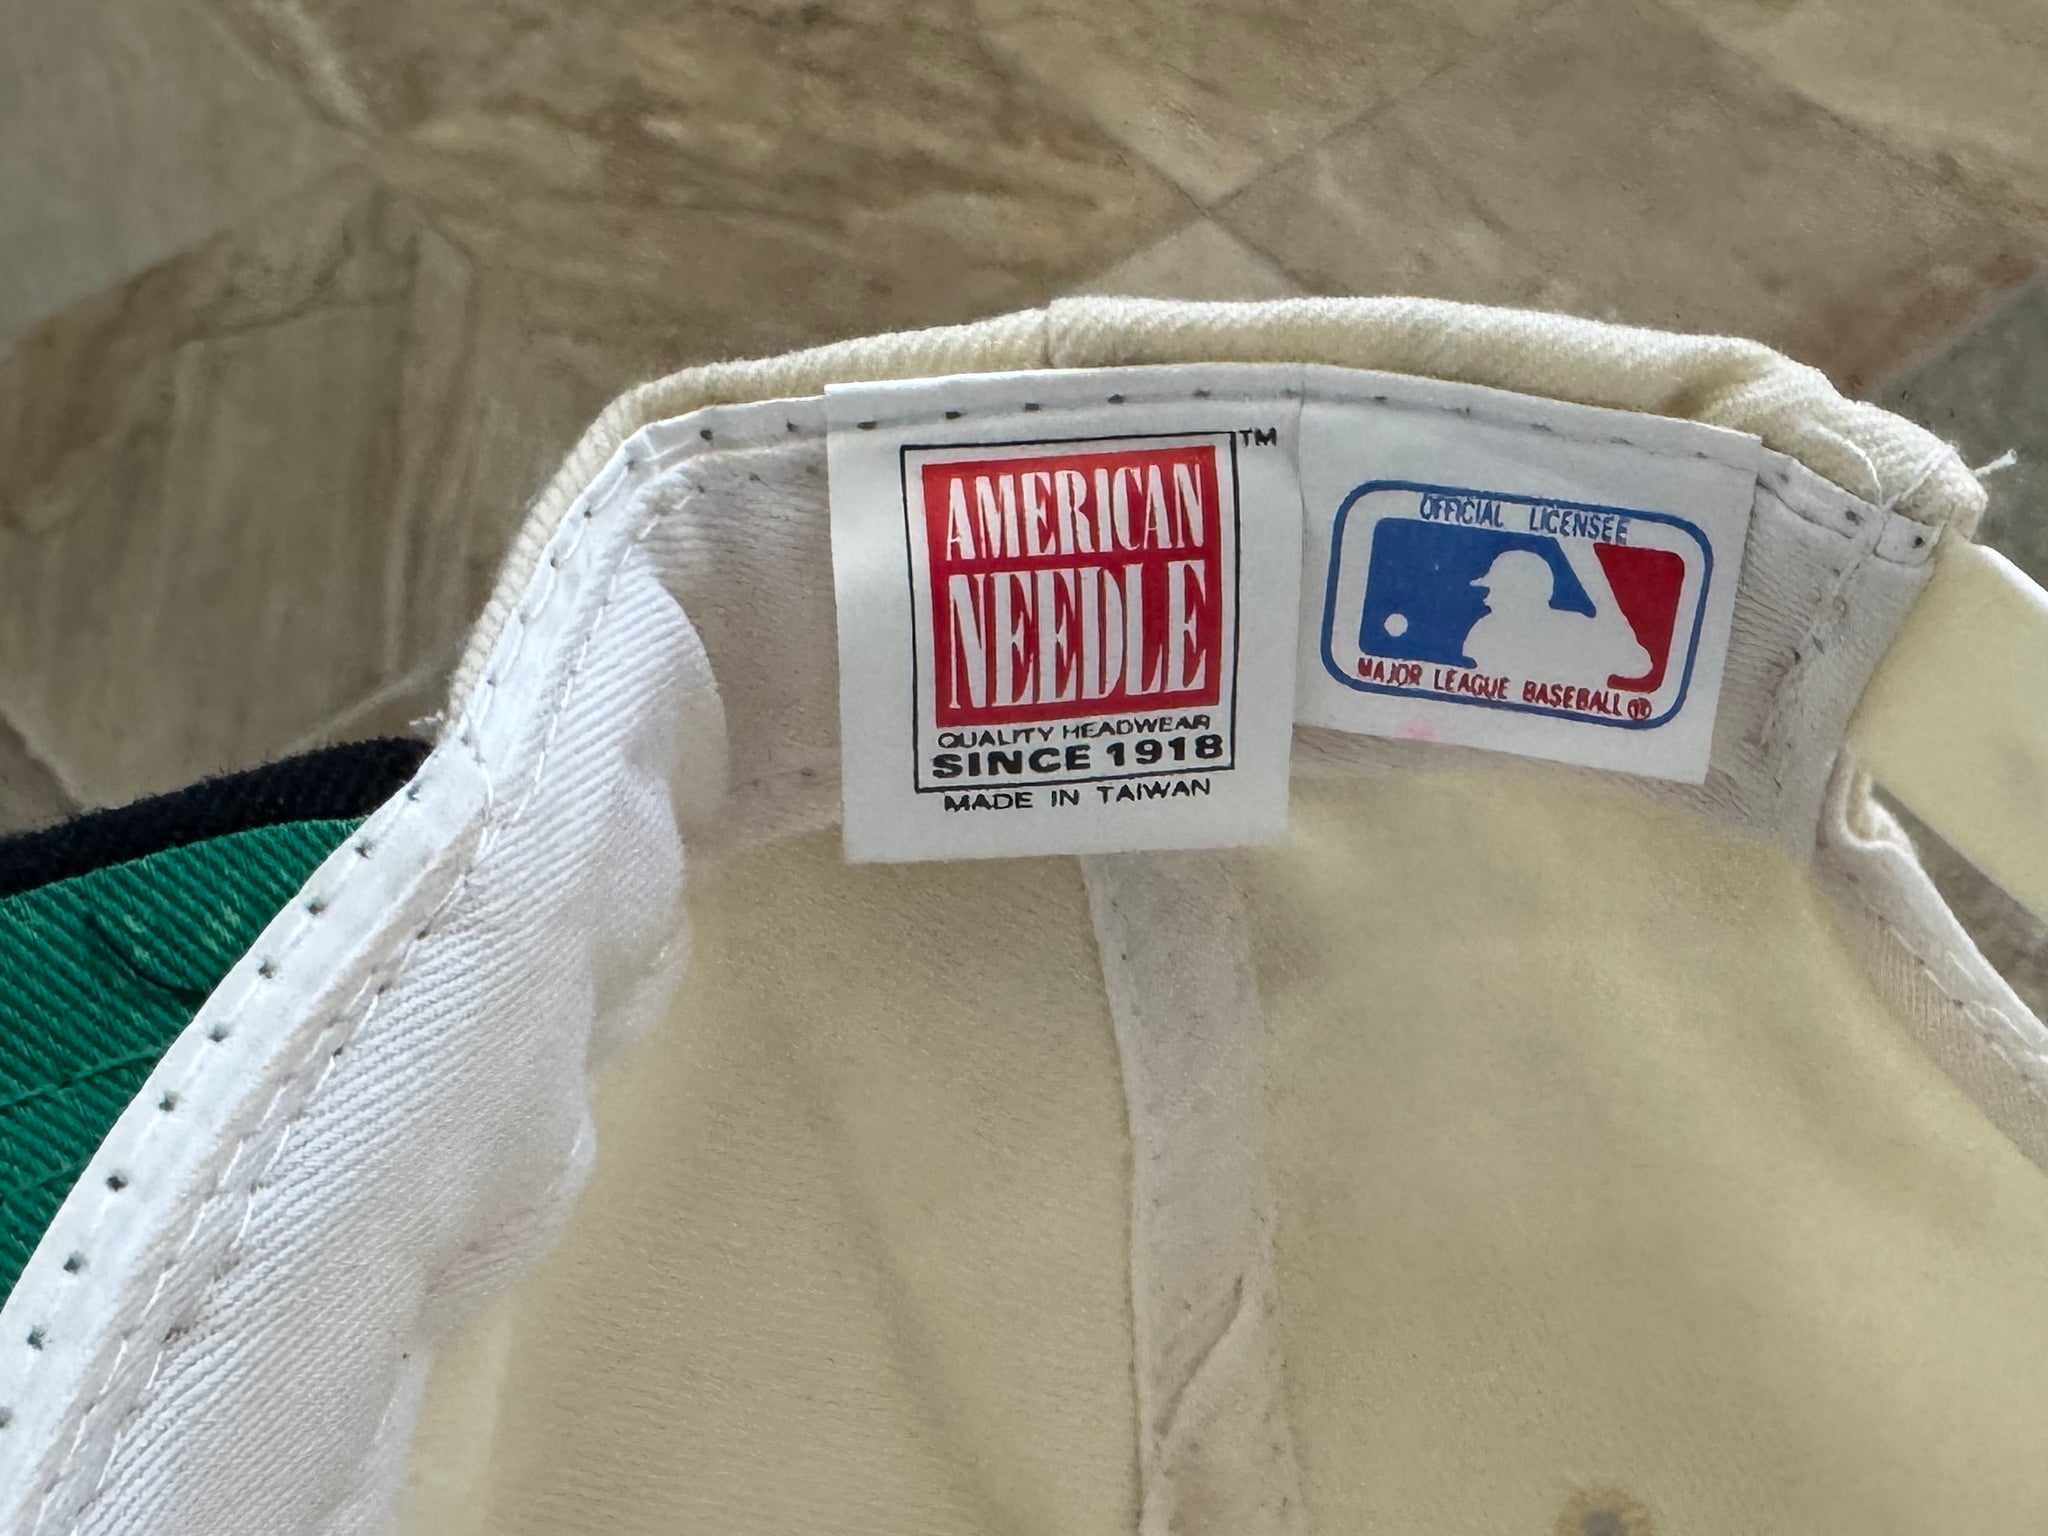 AMERICAN
NEEDLE
TM
QUALITY HEADWEAR
SINCE 1918
MADE IN TAIWAN
OFFICIAL LICENSEE
MAJOR LEAGUE BASEBALL ®